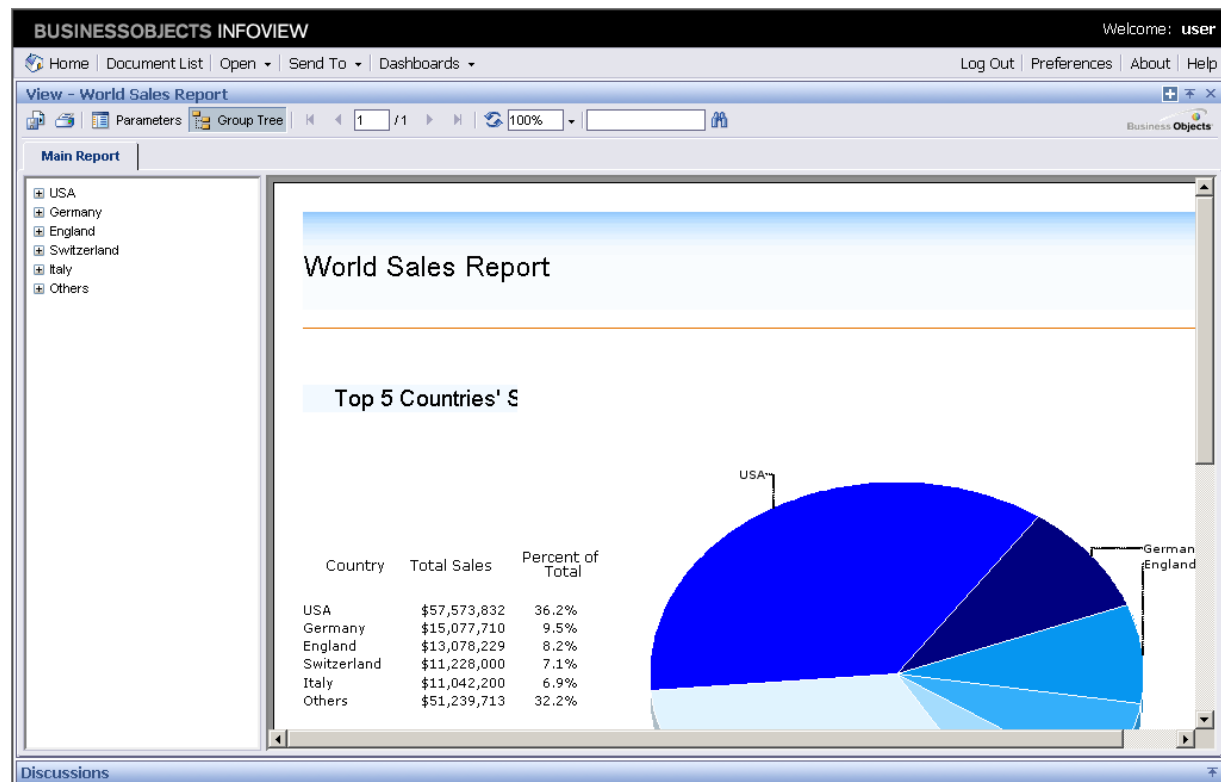 BUSINESSOBJECTS INFOVIEW Welcome: user
Home Document List Open Send To Dashboards Log Out Preferences About Help
View - World Sales Report
Parameters Group Tree 1 /1 100% Business Objects
Main Report
USA
Germany
England
Switzerland
Italy
Others
World Sales Report
Top 5 Countries' S
USA
German
England
Country Total Sales Percent of
Total
USA $57,573,832 36.2%
Germany $15,077,710 9.5%
England $13,078,229 8.2%
Switzerland $11,228,000 7.1%
Italy $11,042,200 6.9%
Others $51,239,713 32.2%
Discussions